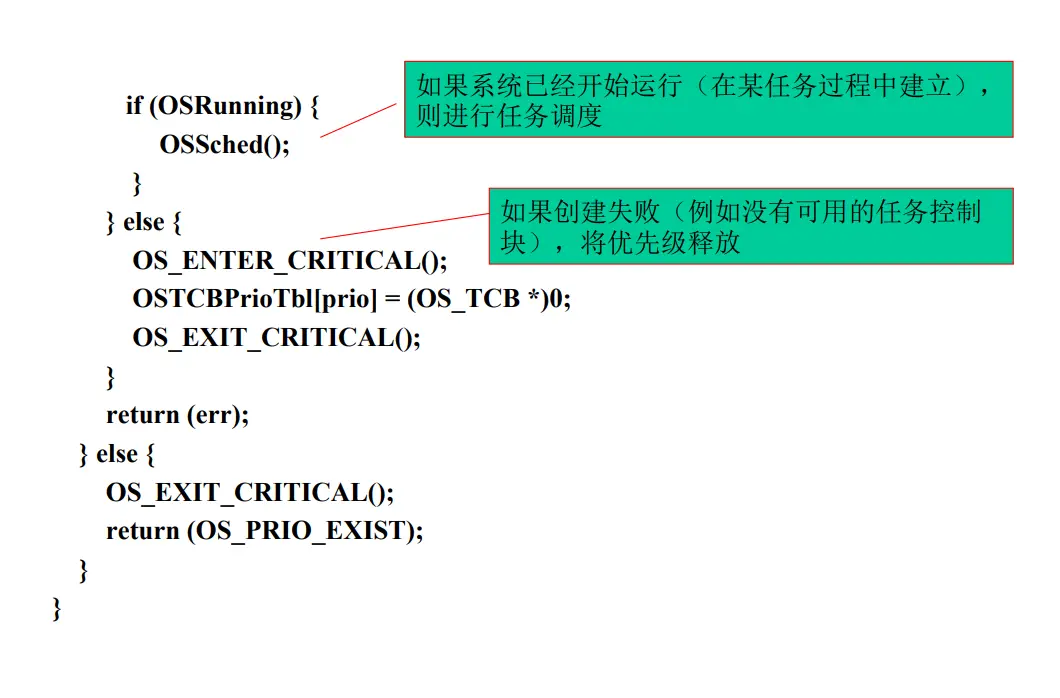 如果系统已经开始运行（在某任务过程中建立），
则进行任务调度
if (OSRunning) {
OSSched();
}
} else {
如果创建失败（例如没有可用的任务控制
块），将优先级释放
OS_ENTER_CRITICAL();
OSTCBPrioTbl[prio] = (OS_TCB *)0;
OS_EXIT_CRITICAL();
}
return (err);
} else {
OS_EXIT_CRITICAL();
return (OS_PRIO_EXIST);
}
}